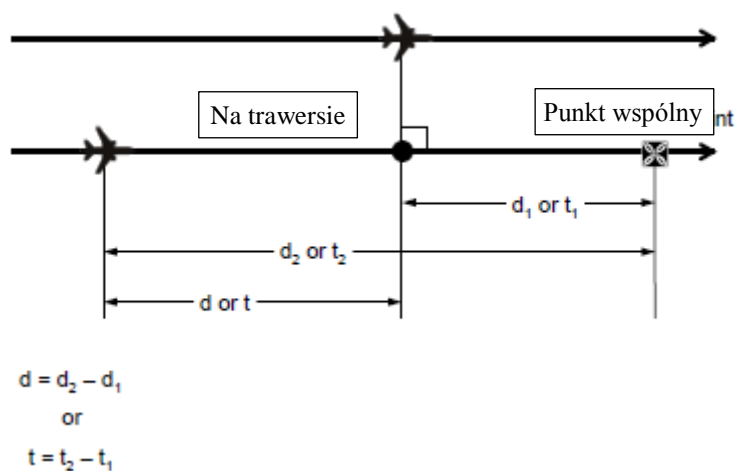 Na trawersie
Punkt wspólny
nt
d₁ or t₁
d₂ or t₂
d or t
d = d₂ – d₁
or
t = t₂ – t₁